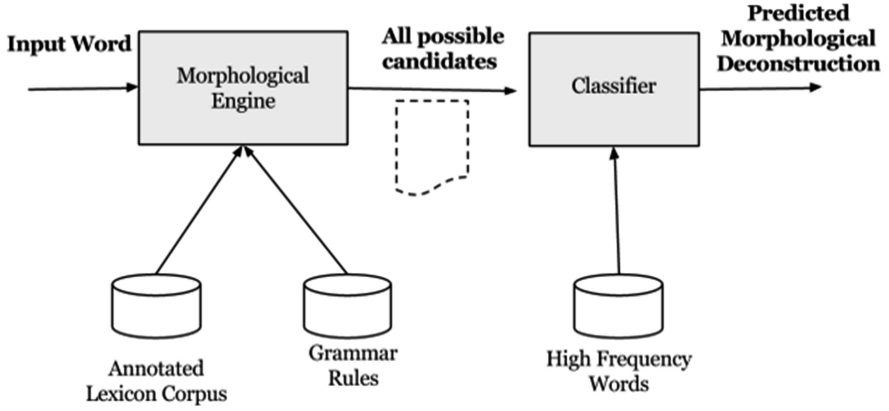 Input Word
Morphological
Engine
All possible
candidates
Classifier
Predicted
Morphological
Deconstruction
Annotated
Lexicon Corpus
Grammar
Rules
High Frequency
Words